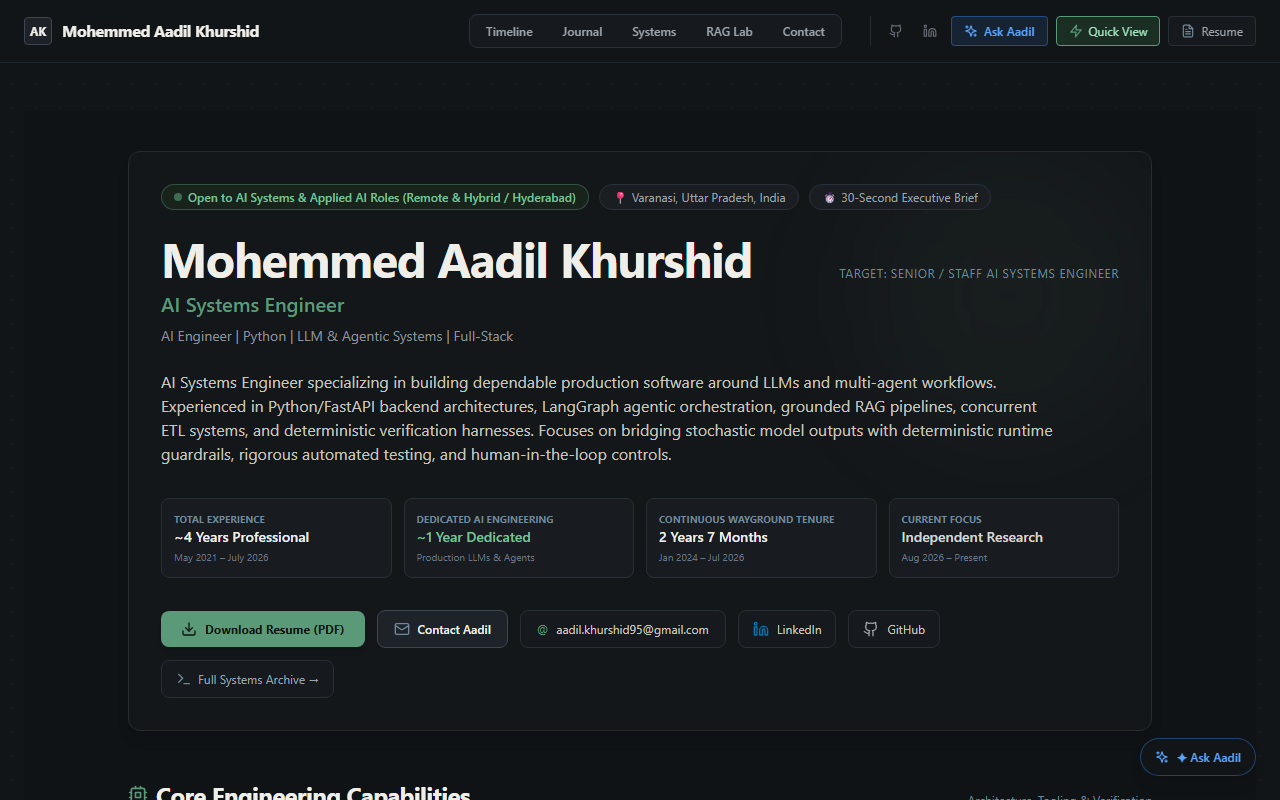 AK Mohemmed Aadil Khurshid Timeline Journal Systems RAG Lab Contact Ask Aadil Quick View Resume
Open to AI Systems & Applied AI Roles (Remote & Hybrid / Hyderabad) Varanasi, Uttar Pradesh, India 30-Second Executive Brief
Mohemmed Aadil Khurshid
TARGET: SENIOR / STAFF AI SYSTEMS ENGINEER
AI Systems Engineer
AI Engineer | Python | LLM & Agentic Systems | Full-Stack
AI Systems Engineer specializing in building dependable production software around LLMs and multi-agent workflows.
Experienced in Python/FastAPI backend architectures, LangGraph agentic orchestration, grounded RAG pipelines, concurrent
ETL systems, and deterministic verification harnesses. Focuses on bridging stochastic model outputs with deterministic runtime
guardrails, rigorous automated testing, and human-in-the-loop controls.
TOTAL EXPERIENCE
~4 Years Professional
May 2021 – July 2026
DEDICATED AI ENGINEERING
~1 Year Dedicated
Production LLMs & Agents
CONTINUOUS WAYGROUND TENURE
2 Years 7 Months
Jan 2024 – Jul 2026
CURRENT FOCUS
Independent Research
Aug 2026 – Present
Download Resume (PDF) Contact Aadil @ aadil.khurshid95@gmail.com LinkedIn GitHub
Full Systems Archive →
✦ Ask Aadil
Core Engineering Capabilities
Architecture, Tooling & Verification